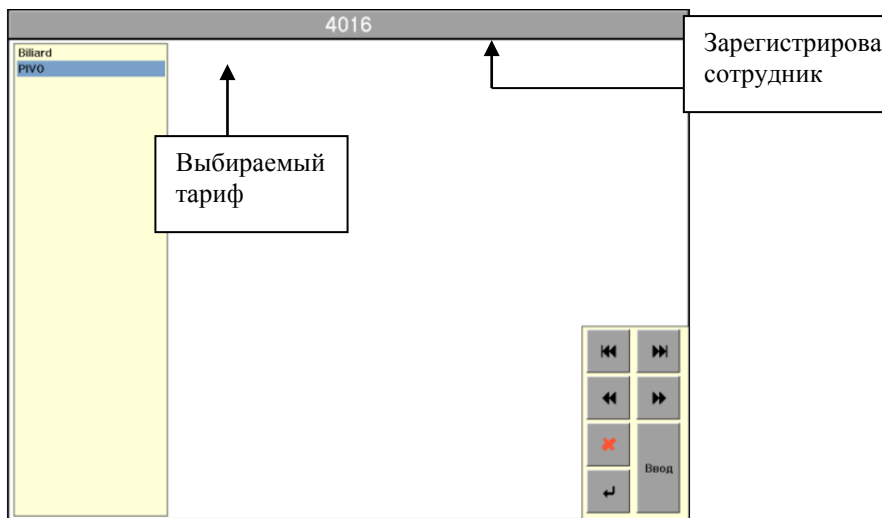 4016
Biliard
PIVO
Зарегистрирова
сотрудник
Выбираемый
тариф
Ввод